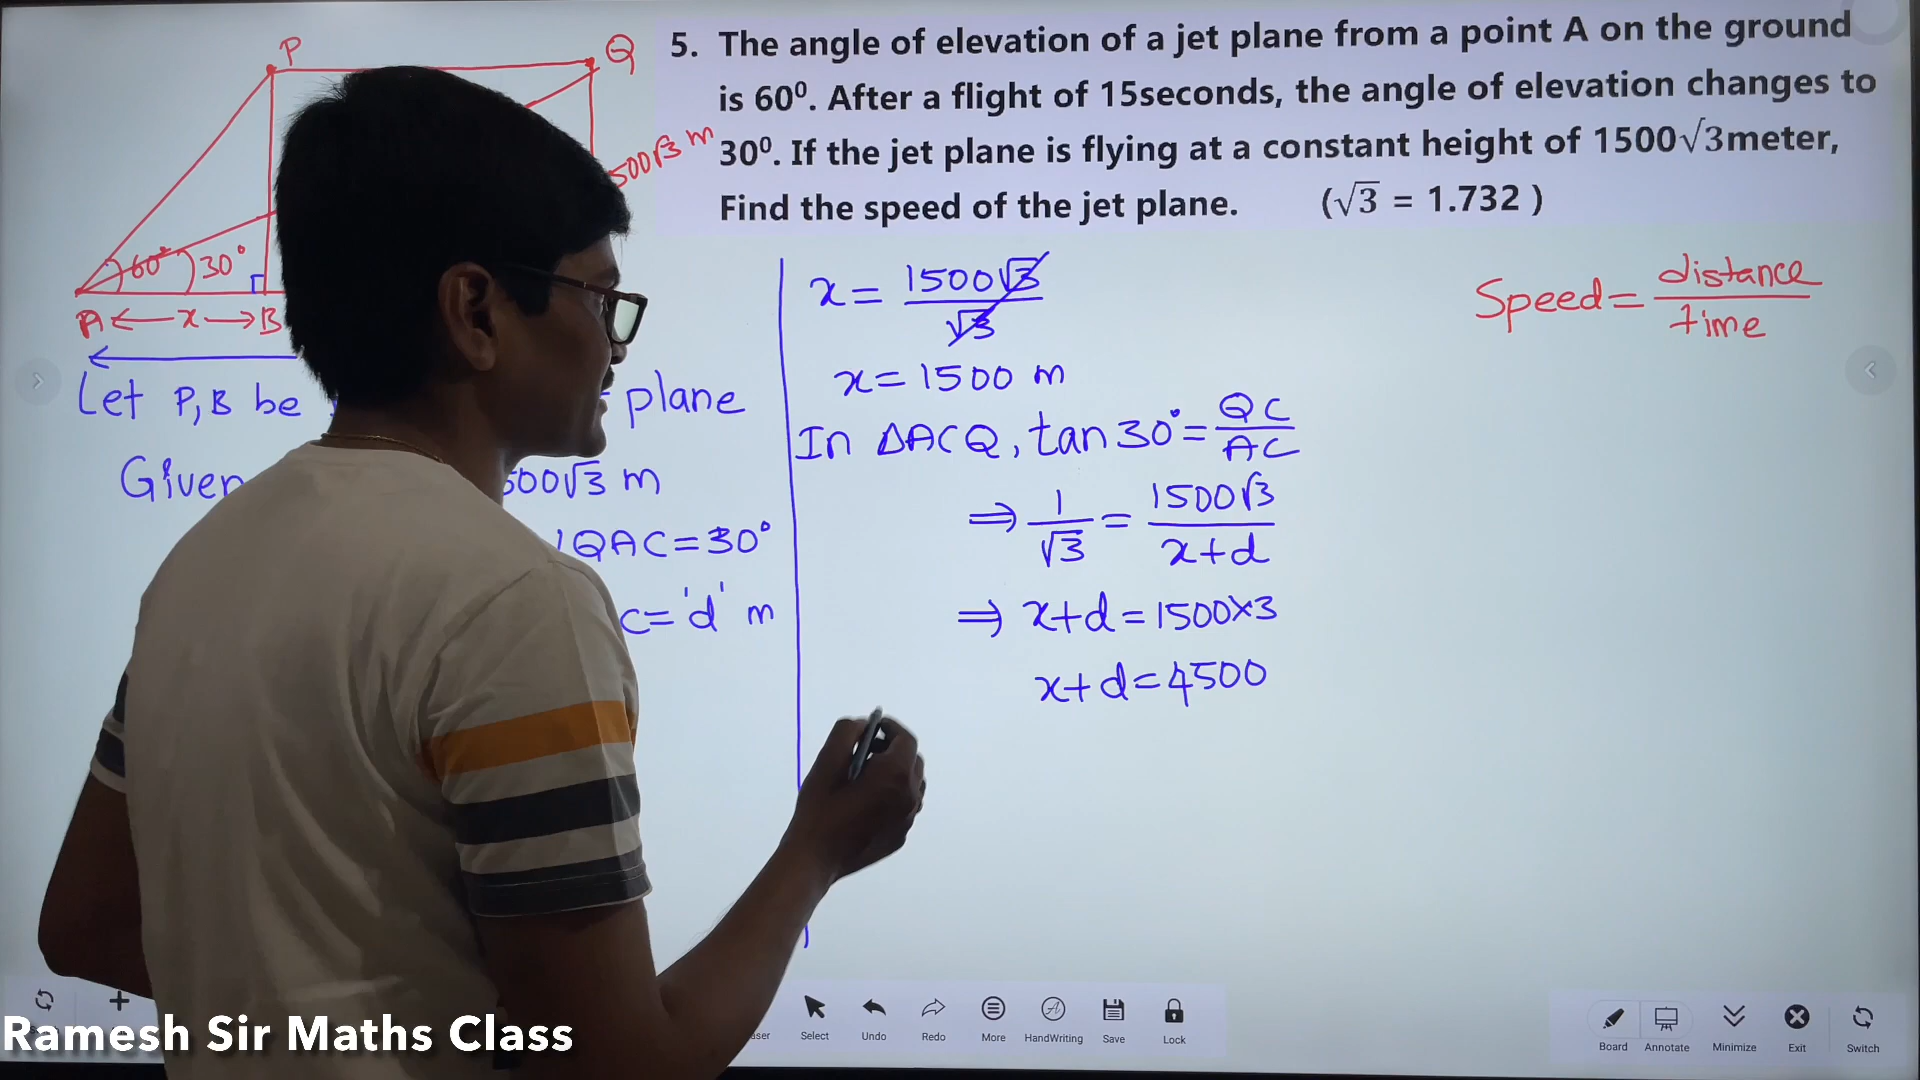 5. The angle of elevation of a jet plane from a point A on the ground
is 60⁰. After a flight of 15seconds, the angle of elevation changes to
30⁰. If the jet plane is flying at a constant height of 1500√3meter,
Find the speed of the jet plane. (√3 = 1.732 )
P
Q
500√3 m
60° 30°
A ← x → B
Let P, B be
plane
Given
500√3 m
QAC = 30°
C = 'd' m
x = 1500√3 / √3
x = 1500 m
In ΔACQ, tan 30° = QC / AC
⇒ 1/√3 = 1500√3 / x+d
⇒ x+d = 1500×3
x+d = 4500
Speed = distance / time
Ramesh Sir Maths Class
Select Undo Redo More HandWriting Save Lock
Board Annotate Minimize Exit Switch